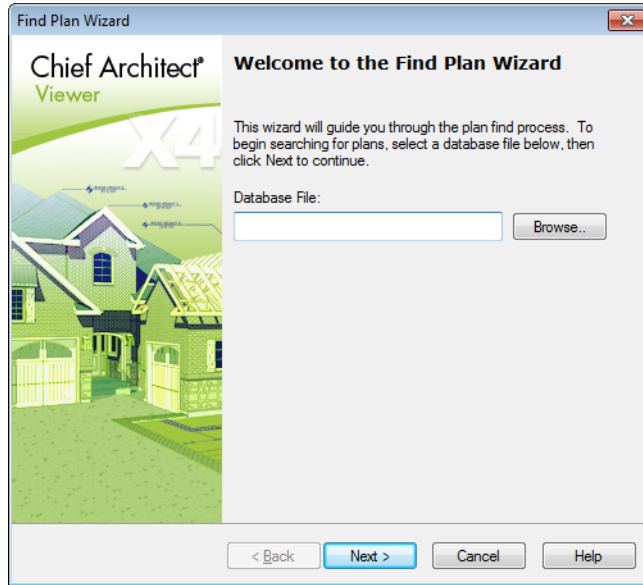 Find Plan Wizard
Chief Architect®
Viewer
X4
Welcome to the Find Plan Wizard
This wizard will guide you through the plan find process. To
begin searching for plans, select a database file below, then
click Next to continue.
Database File:
Browse..
< Back
Next >
Cancel
Help